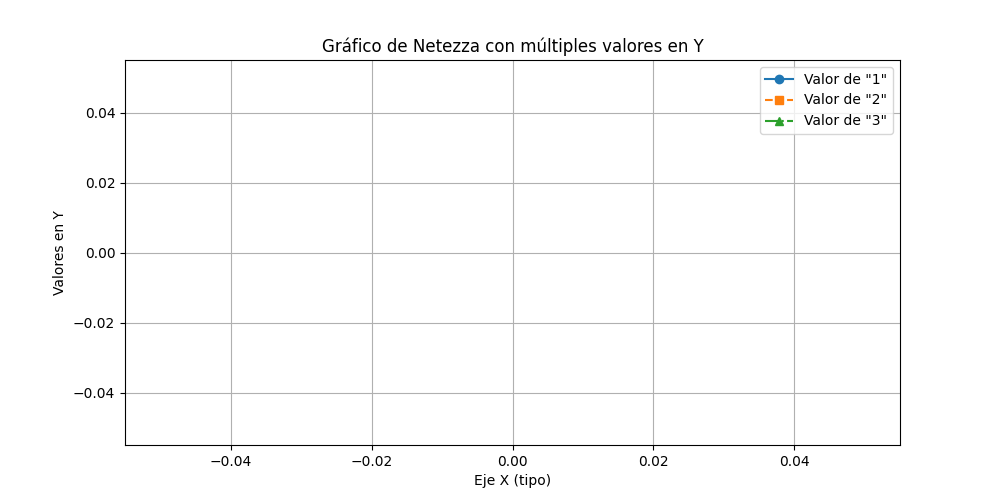 Gráfico de Netezza con múltiples valores en Y
Valor de "1"
Valor de "2"
Valor de "3"
0.04
0.02
0.00
−0.02
−0.04
Valores en Y
−0.04
−0.02
0.00
0.02
0.04
Eje X (tipo)